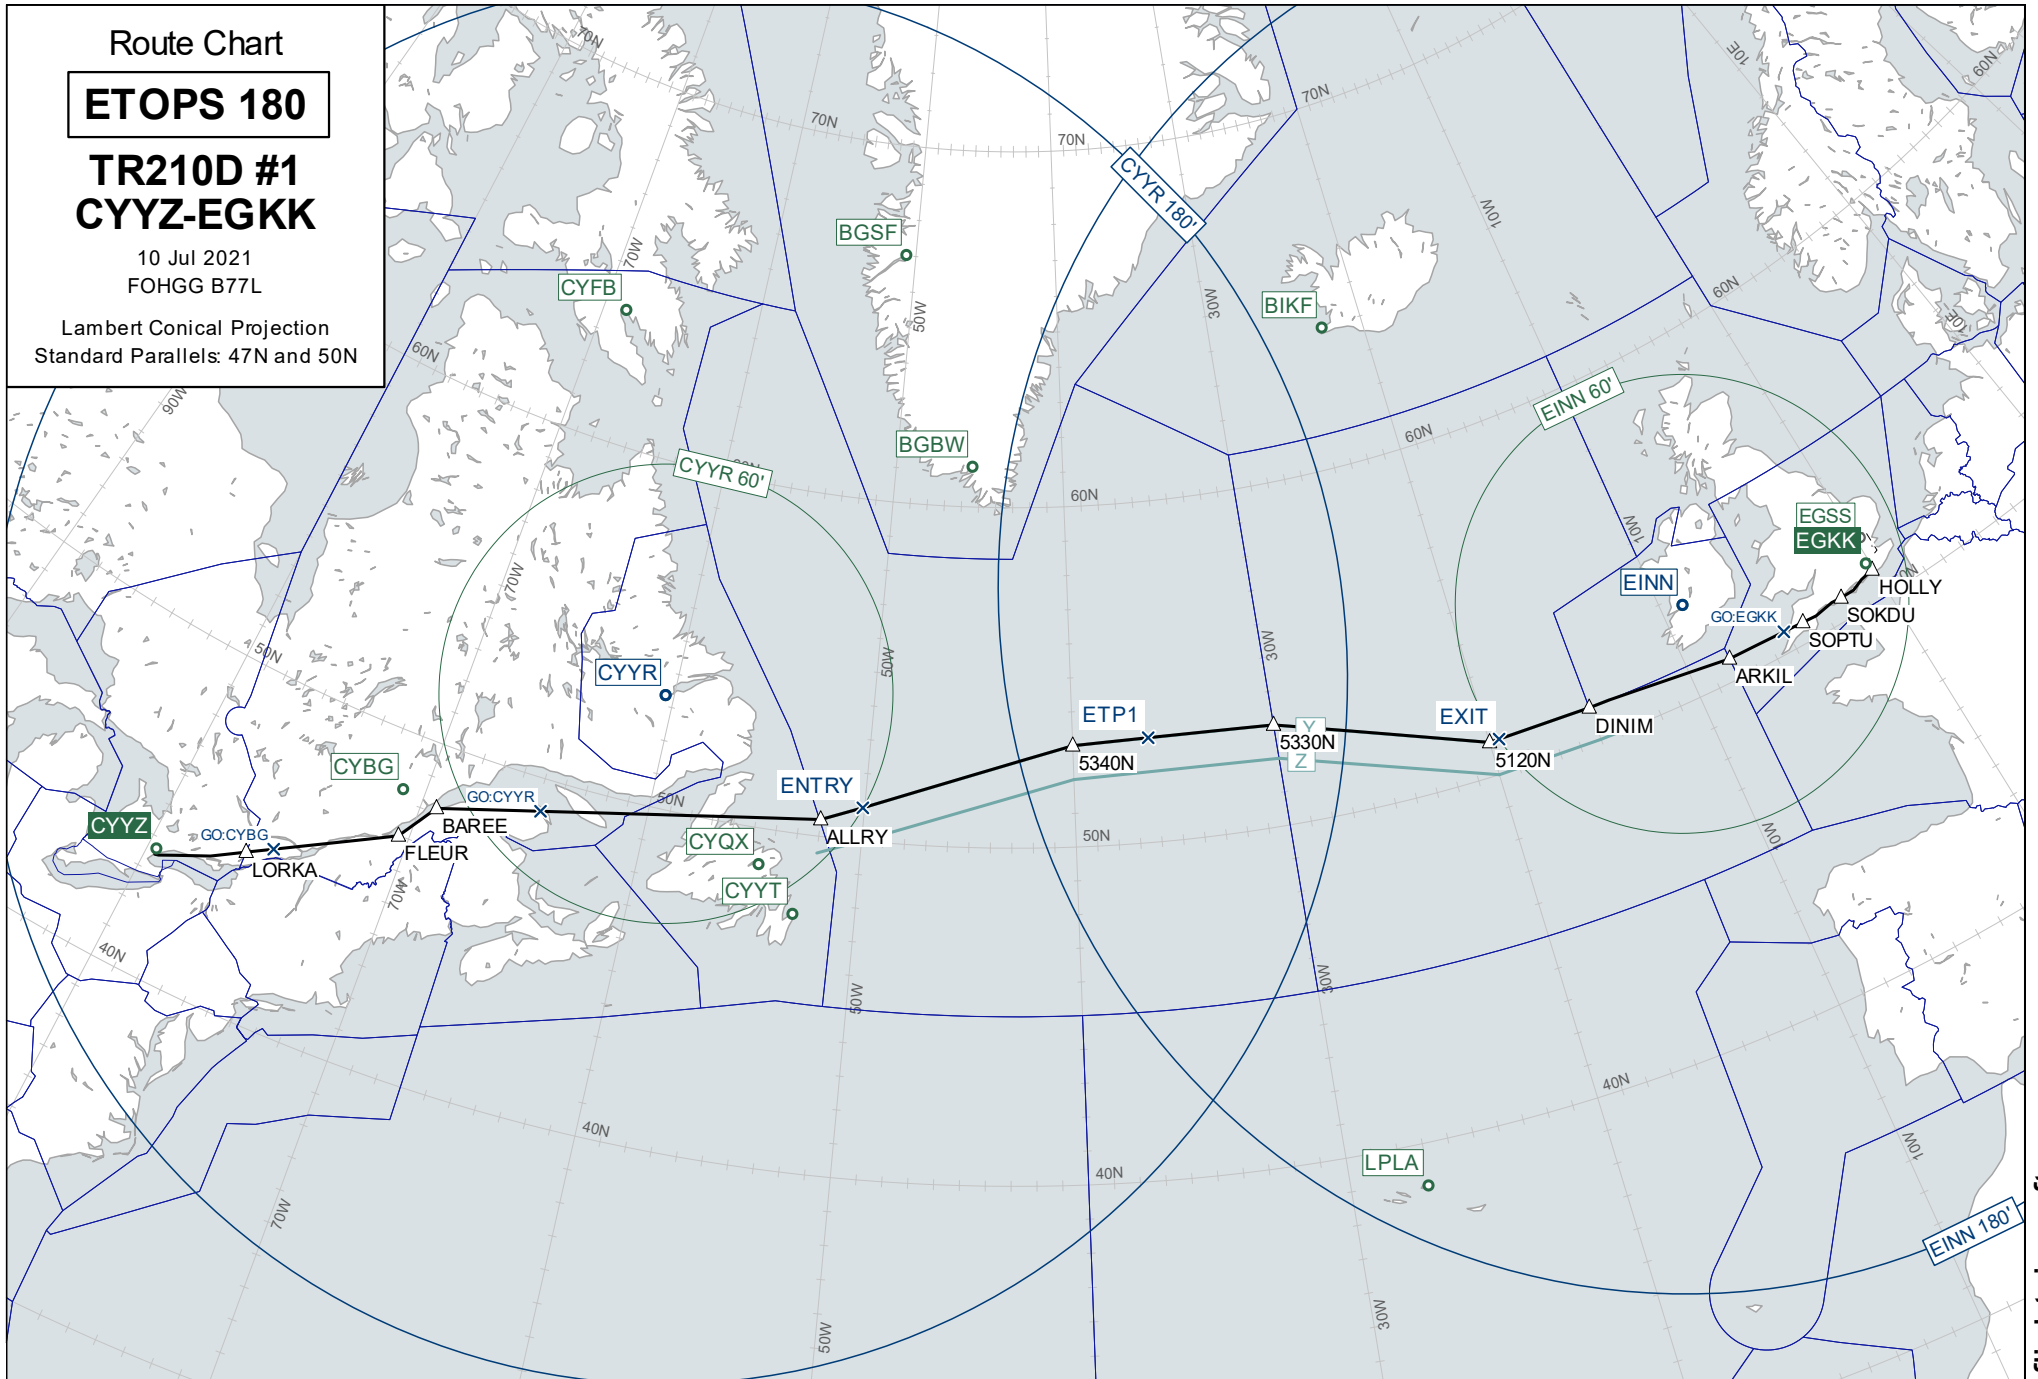 Route Chart
ETOPS 180
TR210D #1
CYYZ-EGKK
10 Jul 2021
FOHGG B77L
Lambert Conical Projection
Standard Parallels: 47N and 50N
70N
70N
70N
70N
10E
60N
CYYR 180'
BGSF
70W
CYFB
50W
30W
BIKF
10W
60N
10E
60N
90W
EINN 60'
60N
BGBW
CYYR 60'
60N
EGSS
EGKK
10W
70W
EINN
HOLLY
GO:EGKK
SOKDU
SOPTU
50N
30W
50W
CYYR
ARKIL
ETP1
EXIT
Y
5330N
Z
DINIM
5340N
5120N
CYBG
ENTRY
GO:CYYR
50N
BAREE
CYYZ
GO:CYBG
ALLRY
50N
10W
CYQX
FLEUR
LORKA
CYYT
70W
40N
50W
30W
40N
40N
40N
10W
LPLA
70W
EINN 180'
30W
50W